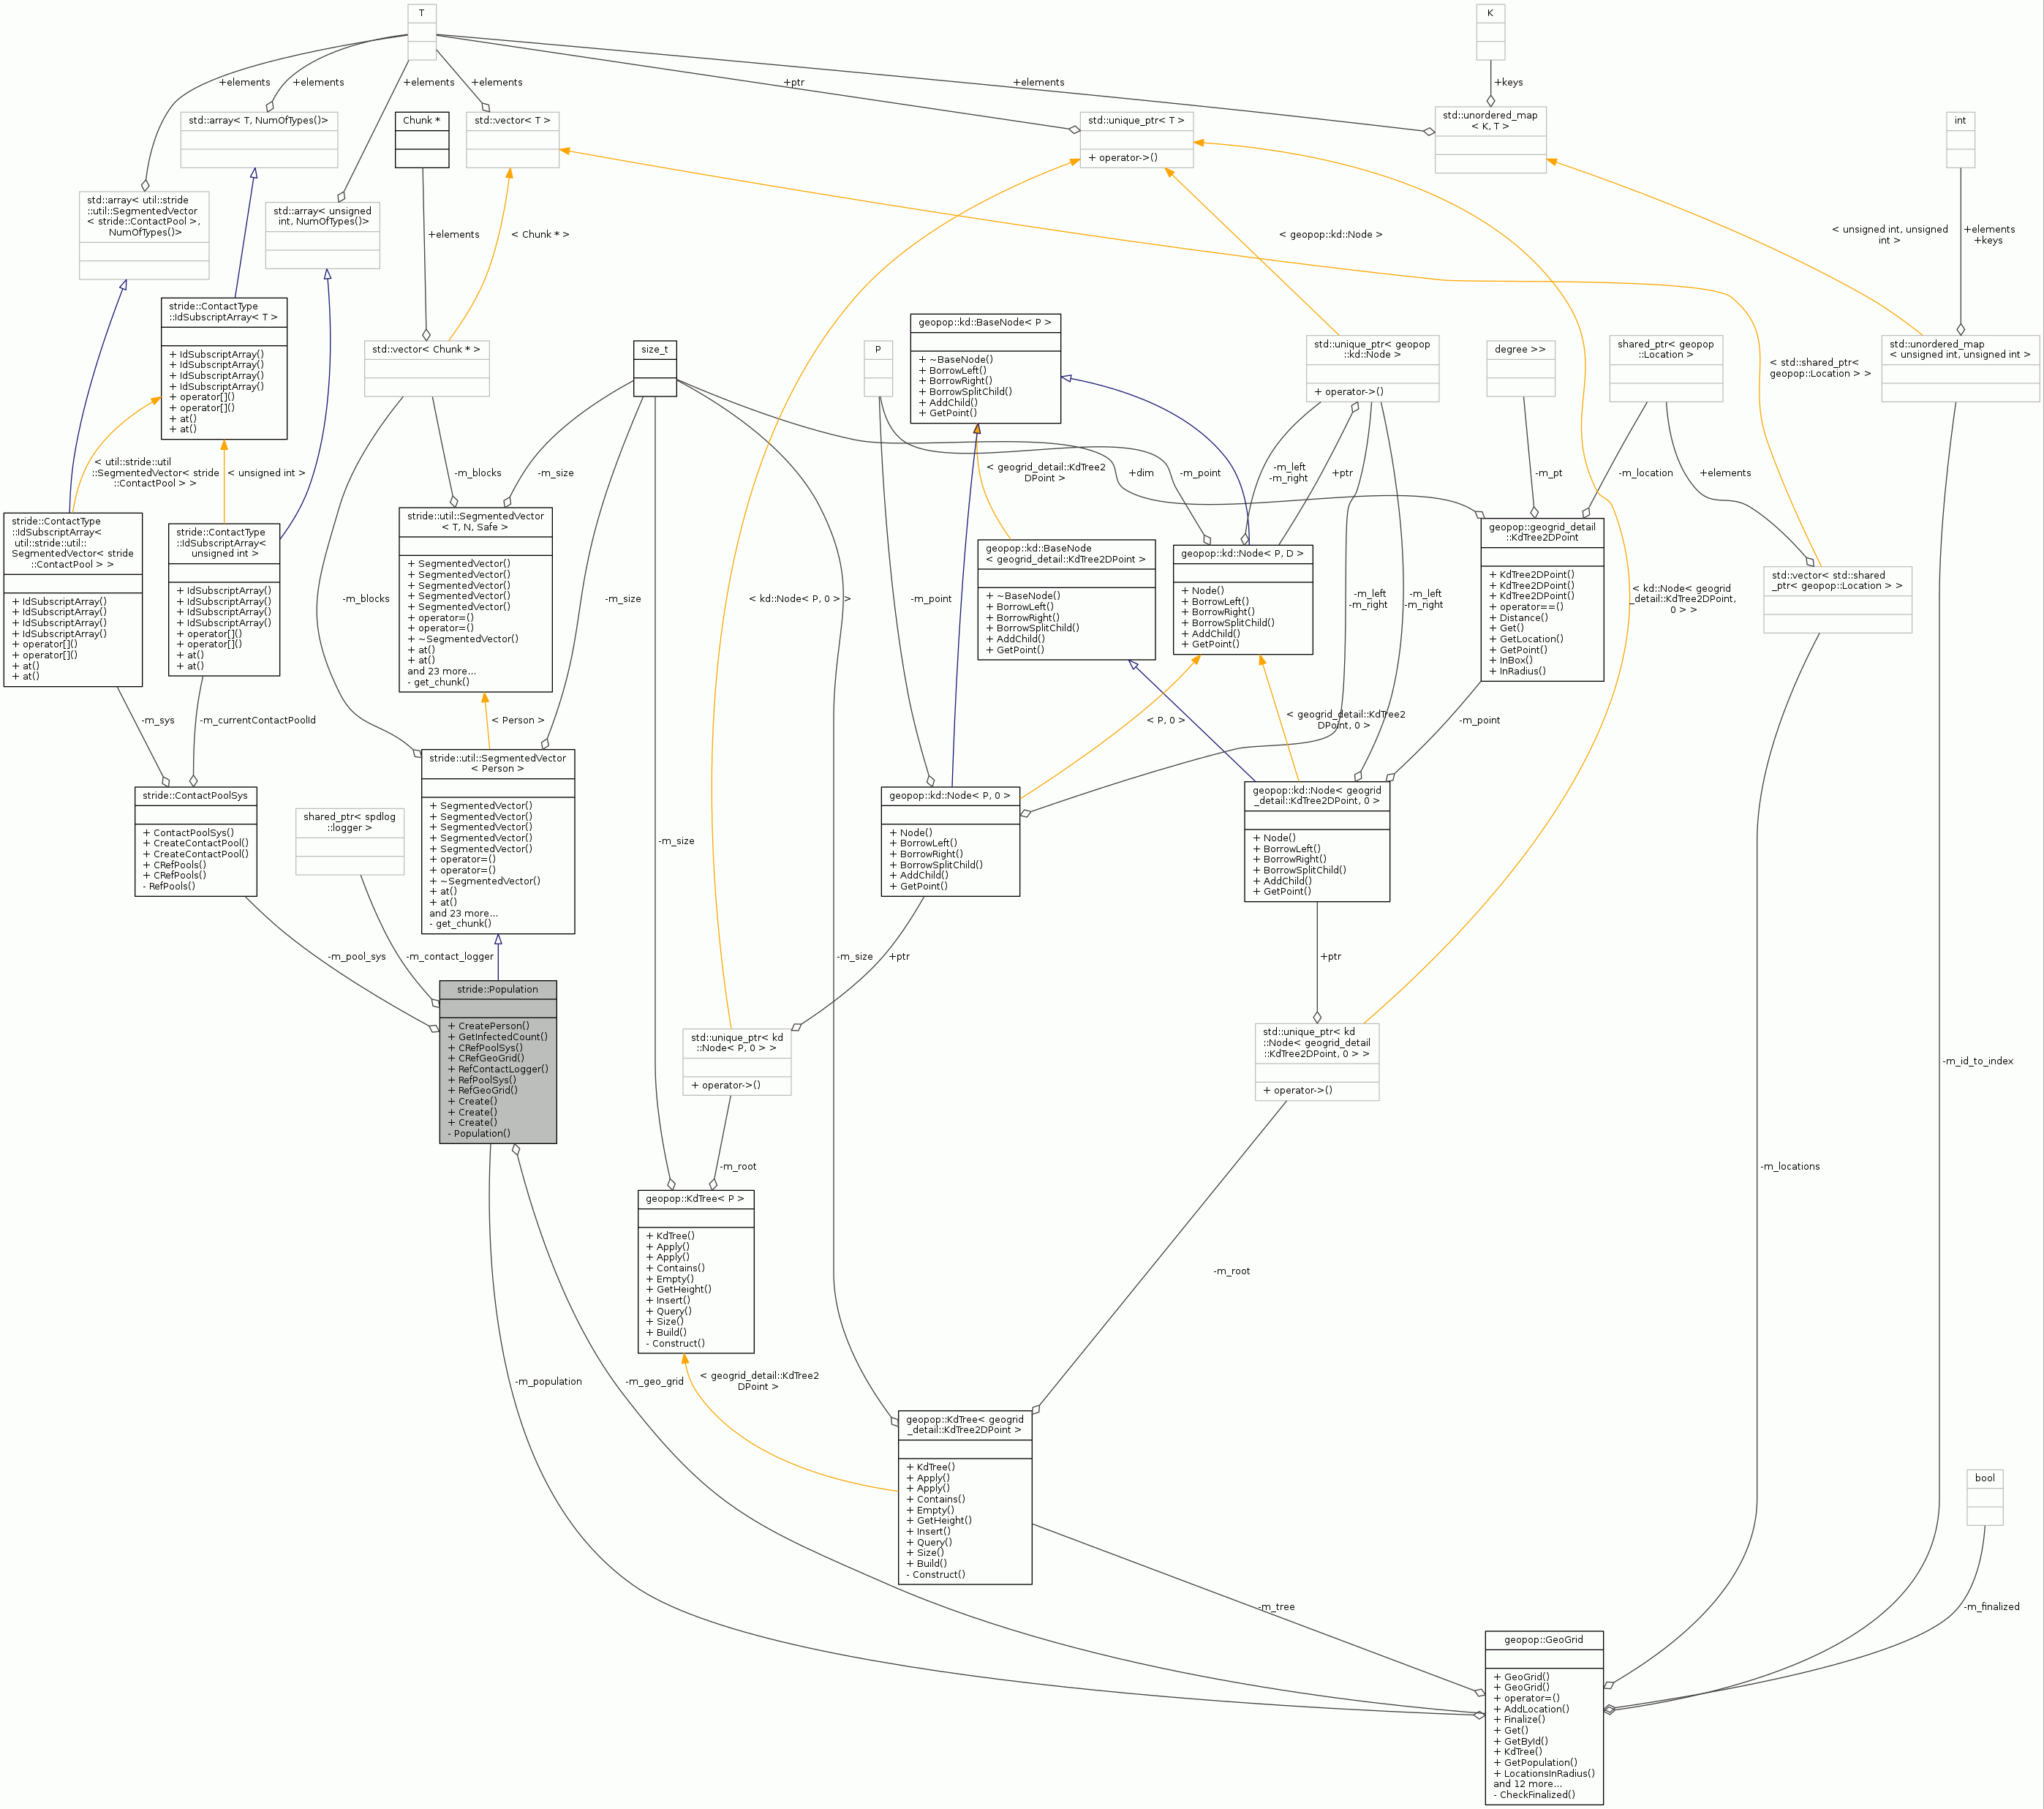 T
K
+elements
+elements
+elements
+elements
+ptr
+elements
+keys
std::array< T, NumOfTypes()>
Chunk *
std::vector< T >
std::unique_ptr< T >
+ operator->()
std::unordered_map
< K, T >
int
std::array< util::stride
::util::SegmentedVector
< stride::ContactPool >,
NumOfTypes()>
std::array< unsigned
int, NumOfTypes()>
+elements
< Chunk * >
< geopop::kd::Node >
< unsigned int, unsigned
int >
+elements
+keys
stride::ContactType
::IdSubscriptArray< T >
+ IdSubscriptArray()
+ IdSubscriptArray()
+ IdSubscriptArray()
+ IdSubscriptArray()
+ operator[]()
+ operator[]()
+ at()
+ at()
std::vector< Chunk * >
size_t
P
geopop::kd::BaseNode< P >
+ ~BaseNode()
+ BorrowLeft()
+ BorrowRight()
+ BorrowSplitChild()
+ AddChild()
+ GetPoint()
std::unique_ptr< geopop
::kd::Node >
+ operator->()
degree >>
shared_ptr< geopop
::Location >
< std::shared_ptr<
geopop::Location > >
std::unordered_map
< unsigned int, unsigned int >
< util::stride::util
::SegmentedVector< stride
::ContactPool > >
< unsigned int >
-m_blocks
-m_size
< geogrid_detail::KdTree2
DPoint >
+dim
-m_point
-m_left
-m_right
+ptr
-m_pt
-m_location
+elements
stride::ContactType
::IdSubscriptArray<
util::stride::util::
SegmentedVector< stride
::ContactPool > >
+ IdSubscriptArray()
+ IdSubscriptArray()
+ IdSubscriptArray()
+ IdSubscriptArray()
+ operator[]()
+ operator[]()
+ at()
+ at()
stride::ContactType
::IdSubscriptArray<
unsigned int >
+ IdSubscriptArray()
+ IdSubscriptArray()
+ IdSubscriptArray()
+ IdSubscriptArray()
+ operator[]()
+ operator[]()
+ at()
+ at()
-m_blocks
stride::util::SegmentedVector
< T, N, Safe >
+ SegmentedVector()
+ SegmentedVector()
+ SegmentedVector()
+ SegmentedVector()
+ SegmentedVector()
+ operator=()
+ operator=()
+ ~SegmentedVector()
+ at()
+ at()
and 23 more...
- get_chunk()
-m_size
< kd::Node< P, 0 > >
-m_point
geopop::kd::BaseNode
< geogrid_detail::KdTree2DPoint >
+ ~BaseNode()
+ BorrowLeft()
+ BorrowRight()
+ BorrowSplitChild()
+ AddChild()
+ GetPoint()
geopop::kd::Node< P, D >
+ Node()
+ BorrowLeft()
+ BorrowRight()
+ BorrowSplitChild()
+ AddChild()
+ GetPoint()
-m_left
-m_right
-m_left
-m_right
geopop::geogrid_detail
::KdTree2DPoint
+ KdTree2DPoint()
+ KdTree2DPoint()
+ KdTree2DPoint()
+ operator==()
+ Distance()
+ Get()
+ GetLocation()
+ GetPoint()
+ InBox()
+ InRadius()
< kd::Node< geogrid
_detail::KdTree2DPoint,
0 > >
std::vector< std::shared
_ptr< geopop::Location > >
-m_sys
-m_currentContactPoolId
< Person >
< P, 0 >
< geogrid_detail::KdTree2
DPoint, 0 >
-m_point
stride::ContactPoolSys
+ ContactPoolSys()
+ CreateContactPool()
+ CreateContactPool()
+ CRefPools()
+ CRefPools()
- RefPools()
shared_ptr< spdlog
::logger >
stride::util::SegmentedVector
< Person >
+ SegmentedVector()
+ SegmentedVector()
+ SegmentedVector()
+ SegmentedVector()
+ SegmentedVector()
+ operator=()
+ operator=()
+ ~SegmentedVector()
+ at()
+ at()
and 23 more...
- get_chunk()
-m_size
geopop::kd::Node< P, 0 >
+ Node()
+ BorrowLeft()
+ BorrowRight()
+ BorrowSplitChild()
+ AddChild()
+ GetPoint()
geopop::kd::Node< geogrid
_detail::KdTree2DPoint, 0 >
+ Node()
+ BorrowLeft()
+ BorrowRight()
+ BorrowSplitChild()
+ AddChild()
+ GetPoint()
-m_pool_sys
-m_contact_logger
-m_size
+ptr
+ptr
stride::Population
+ CreatePerson()
+ GetInfectedCount()
+ CRefPoolSys()
+ CRefGeoGrid()
+ RefContactLogger()
+ RefPoolSys()
+ RefGeoGrid()
+ Create()
+ Create()
+ Create()
- Population()
std::unique_ptr< kd
::Node< P, 0 > >
+ operator->()
std::unique_ptr< kd
::Node< geogrid_detail
::KdTree2DPoint, 0 > >
+ operator->()
-m_id_to_index
-m_root
-m_locations
geopop::KdTree< P >
+ KdTree()
+ Apply()
+ Apply()
+ Contains()
+ Empty()
+ GetHeight()
+ Insert()
+ Query()
+ Size()
+ Build()
- Construct()
-m_root
-m_population
-m_geo_grid
< geogrid_detail::KdTree2
DPoint >
geopop::KdTree< geogrid
_detail::KdTree2DPoint >
+ KdTree()
+ Apply()
+ Apply()
+ Contains()
+ Empty()
+ GetHeight()
+ Insert()
+ Query()
+ Size()
+ Build()
- Construct()
bool
-m_tree
-m_finalized
geopop::GeoGrid
+ GeoGrid()
+ GeoGrid()
+ operator=()
+ AddLocation()
+ Finalize()
+ Get()
+ GetById()
+ KdTree()
+ GetPopulation()
+ LocationsInRadius()
and 12 more...
- CheckFinalized()